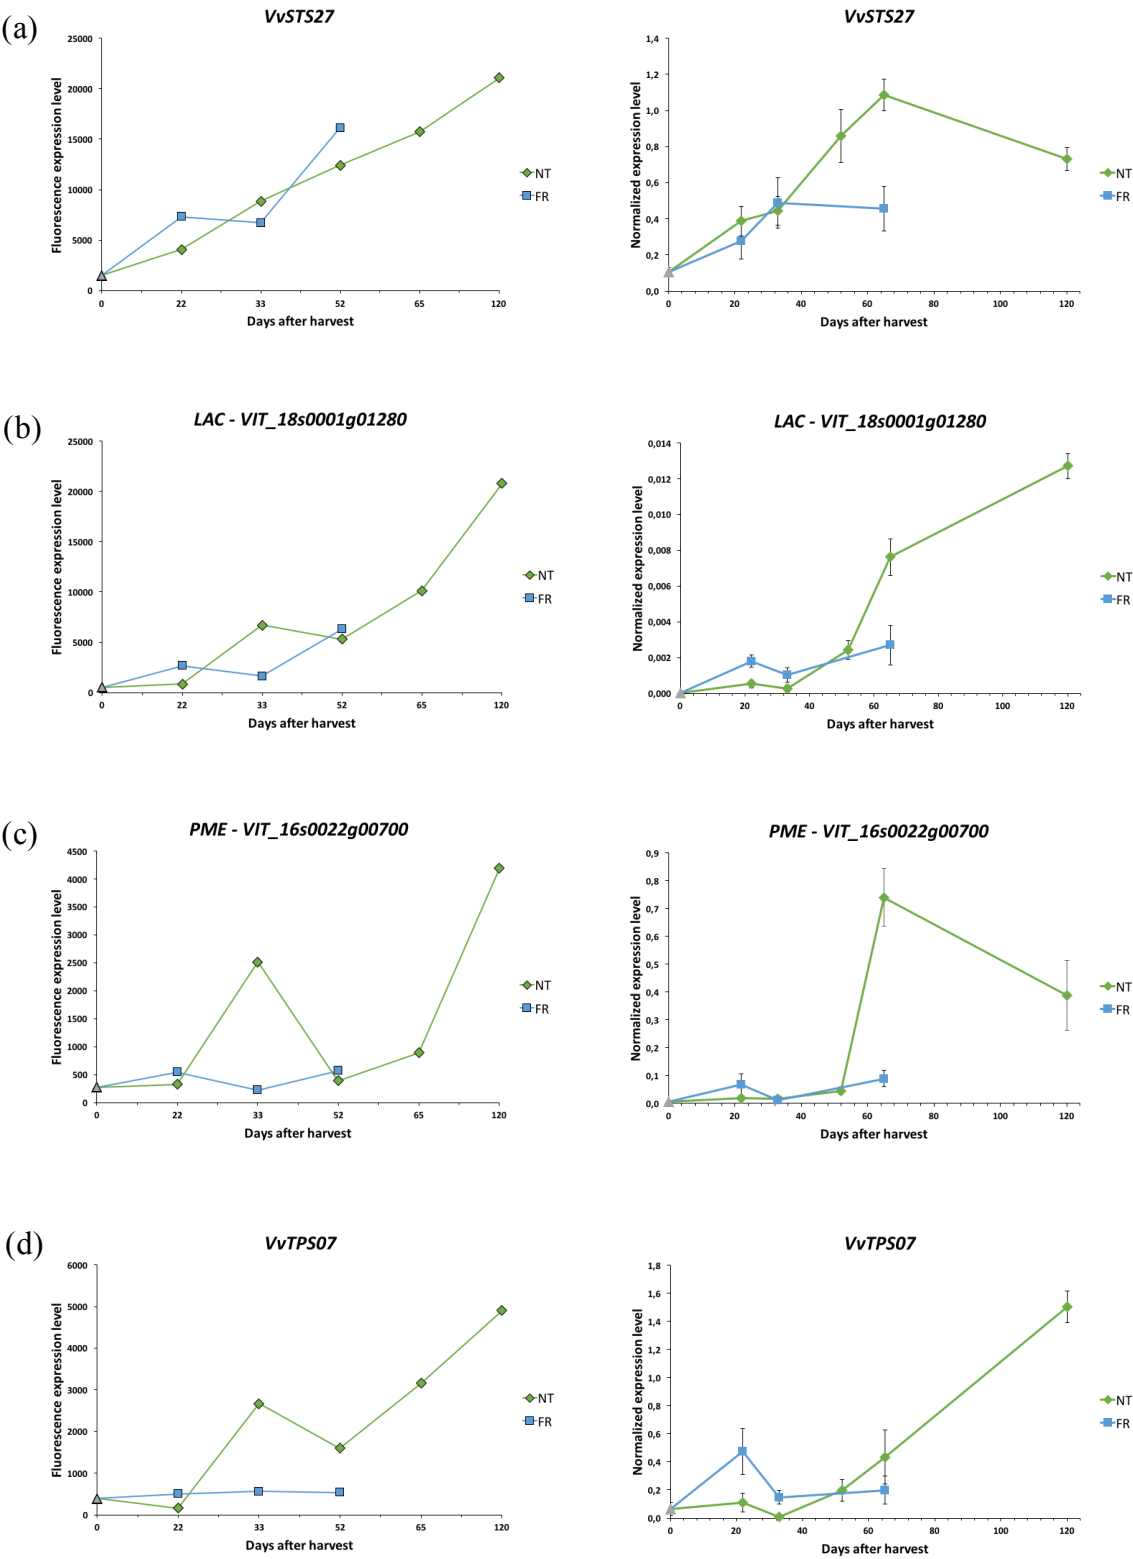 (a)
VvSTS27
Fluorescence expression level
25000
20000
15000
10000
5000
0
0 22 33 52 65 120
Days after harvest
NT
FR
VvSTS27
Normalized expression level
1,4
1,2
1,0
0,8
0,6
0,4
0,2
0,0
0 20 40 60 80 100 120
Days after harvest
NT
FR
(b)
LAC - VIT_18s0001g01280
Fluorescence expression level
25000
20000
15000
10000
5000
0
0 22 33 52 65 120
Days after harvest
NT
FR
LAC - VIT_18s0001g01280
Normalized expression level
0,014
0,012
0,010
0,008
0,006
0,004
0,002
0,000
0 20 40 60 80 100 120
Days after harvest
NT
FR
(c)
PME - VIT_16s0022g00700
Fluorescence expression level
4500
4000
3500
3000
2500
2000
1500
1000
500
0
0 22 33 52 65 120
Days after harvest
NT
FR
PME - VIT_16s0022g00700
Normalized expression level
0,9
0,8
0,7
0,6
0,5
0,4
0,3
0,2
0,1
0,0
0 20 40 60 80 100 120
Days after harvest
NT
FR
(d)
VvTPS07
Fluorescence expression level
6000
5000
4000
3000
2000
1000
0
0 22 33 52 65 120
Days after harvest
NT
FR
VvTPS07
Normalized expression level
1,8
1,6
1,4
1,2
1,0
0,8
0,6
0,4
0,2
0,0
0 20 40 60 80 100 120
Days after harvest
NT
FR